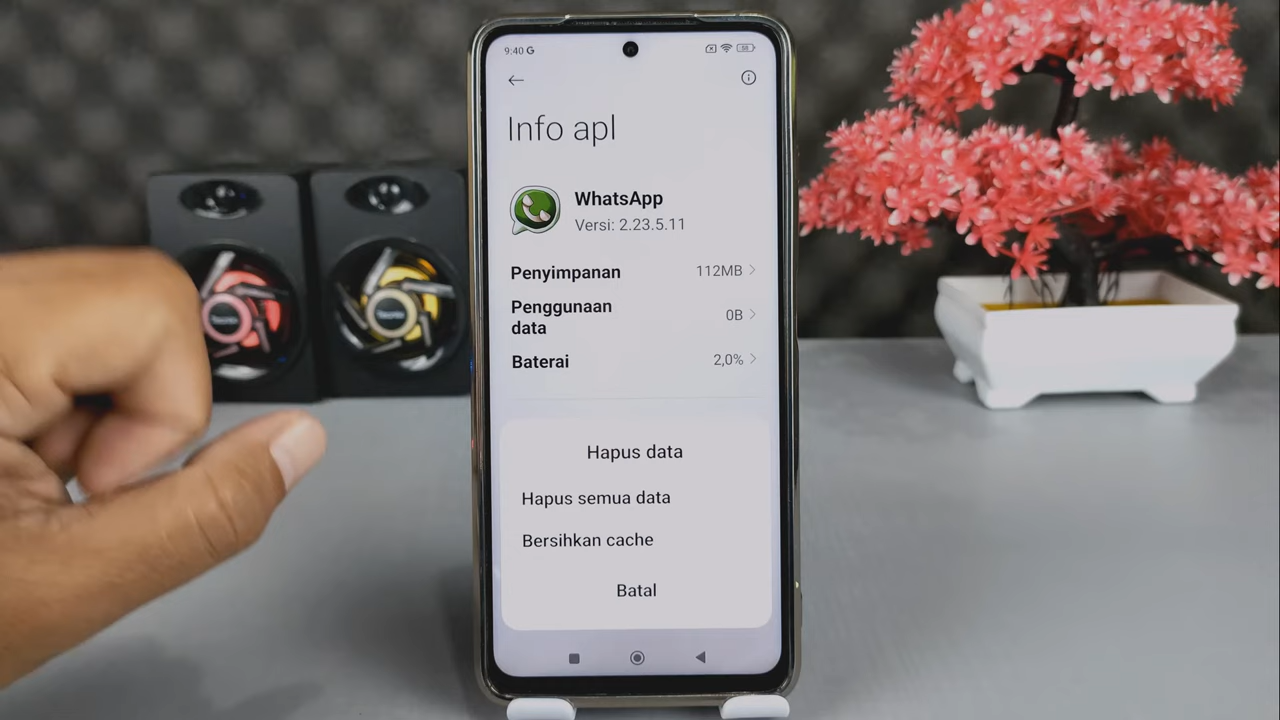 9:40 G
58
Info apl
WhatsApp
Versi: 2.23.5.11
Penyimpanan 112MB
Penggunaan data 0B
Baterai 2,0%
Hapus data
Hapus semua data
Bersihkan cache
Batal